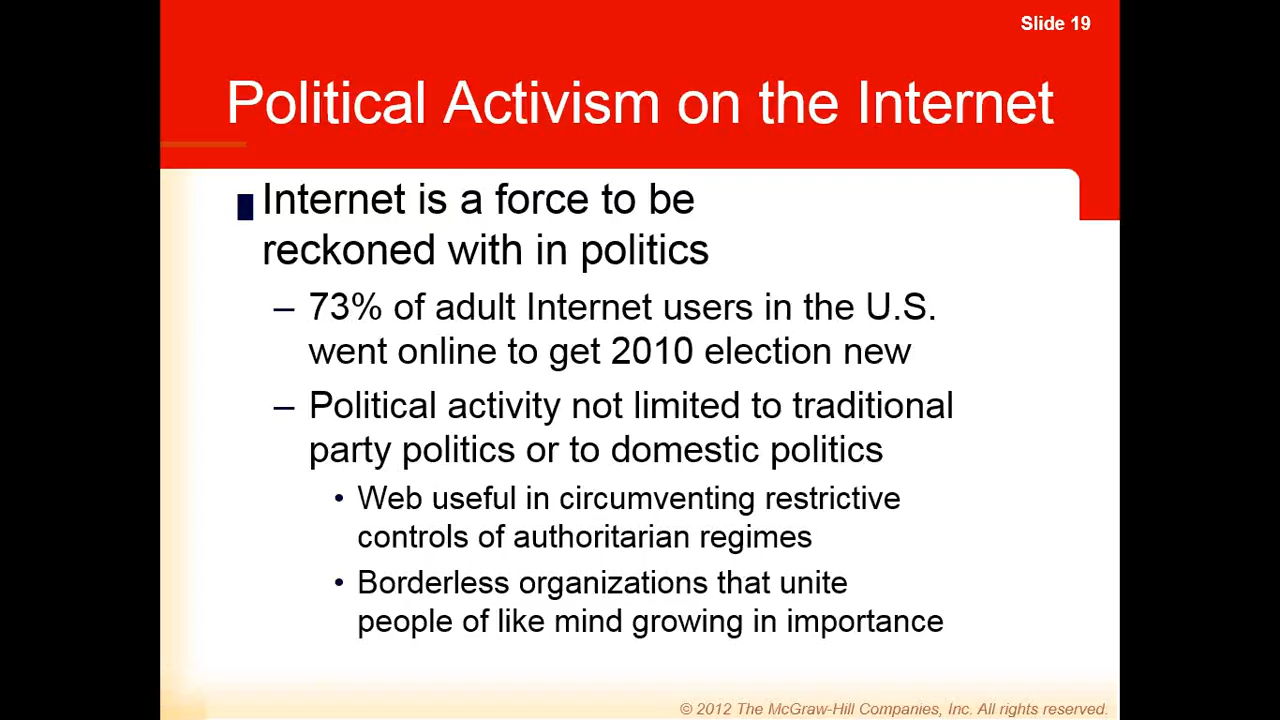 Slide 19
Political Activism on the Internet
Internet is a force to be
reckoned with in politics
– 73% of adult Internet users in the U.S.
went online to get 2010 election new
– Political activity not limited to traditional
party politics or to domestic politics
• Web useful in circumventing restrictive
controls of authoritarian regimes
• Borderless organizations that unite
people of like mind growing in importance
© 2012 The McGraw-Hill Companies, Inc. All rights reserved.